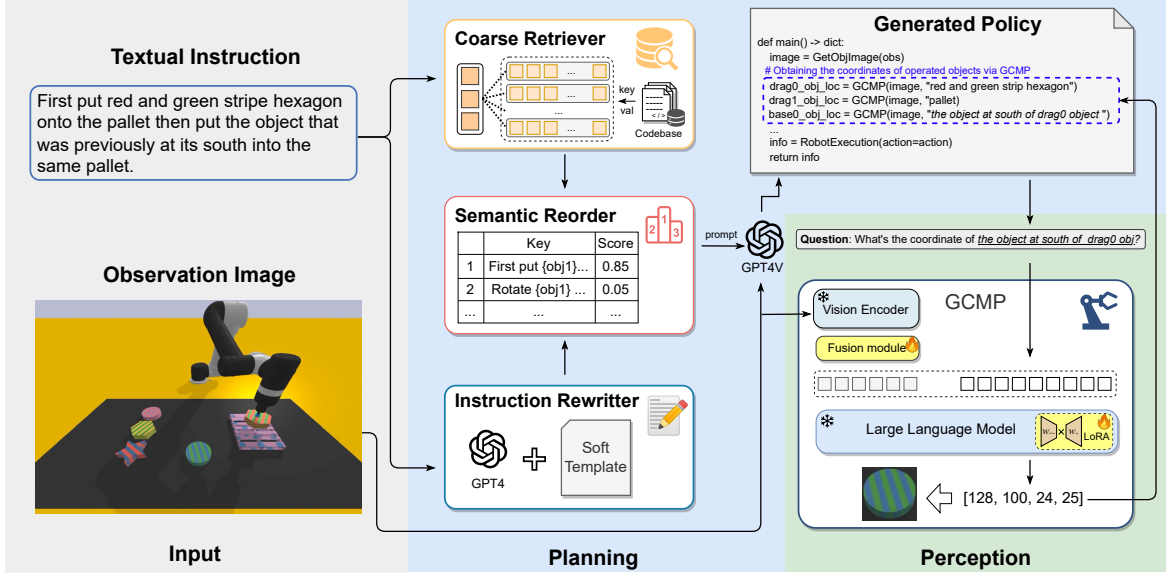 Textual Instruction
First put red and green stripe hexagon
onto the pallet then put the object that
was previously at its south into the
same pallet.
Observation Image
Input
Coarse Retriever
...
...
...
...
key
val
</>
Codebase
Semantic Reorder
2 1 3
Key Score
1 First put {obj1}... 0.85
2 Rotate {obj1} ... 0.05
... ... ...
Instruction Rewritter
GPT4
Soft
Template
prompt
GPT4V
Planning
Generated Policy
def main() -> dict:
image = GetObjImage(obs)
# Obtaining the coordinates of operated objects via GCMP
drag0_obj_loc = GCMP(image, "red and green strip hexagon")
drag1_obj_loc = GCMP(image, "pallet)
base0_obj_loc = GCMP(image, "the object at south of drag0 object ")
...
info = RobotExecution(action=action)
return info
Question: What's the coordinate of the object at south of drag0 obj?
GCMP
Vision Encoder
Fusion module
Large Language Model
LoRA
[128, 100, 24, 25]
Perception